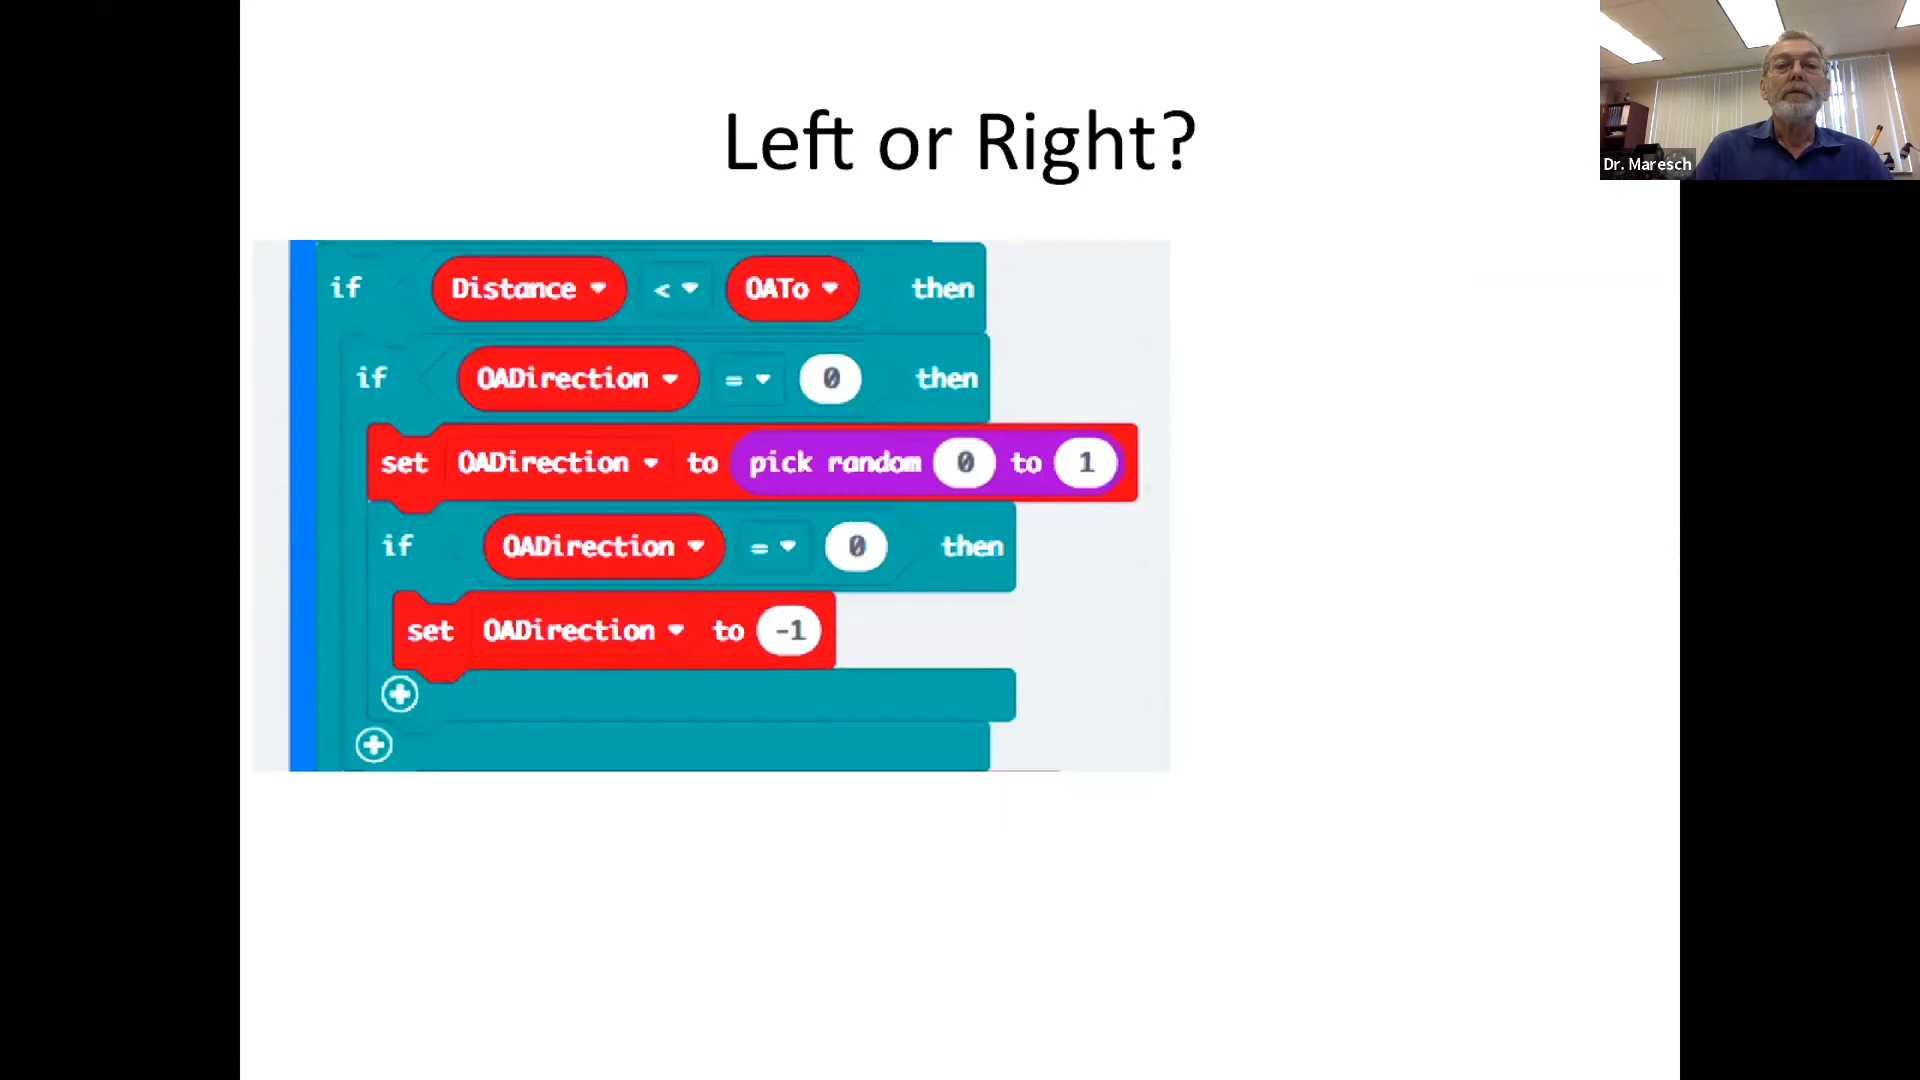 Left or Right?
Dr. Maresch
if Distance < OATo then
if OADirection = 0 then
set OADirection to pick random 0 to 1
if OADirection = 0 then
set OADirection to -1